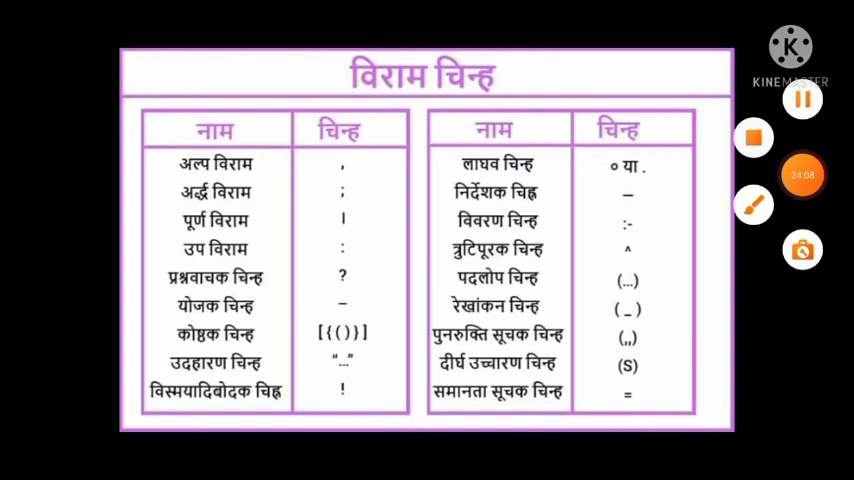 विराम चिन्ह
KINEMASTER
24:08
नाम चिन्ह
अल्प विराम ,
अर्द्ध विराम ;
पूर्ण विराम ।
उप विराम :
प्रश्नवाचक चिन्ह ?
योजक चिन्ह –
कोष्ठक चिन्ह [{()}]
उदहारण चिन्ह “...”
विस्मयादिबोदक चिह्न !
नाम चिन्ह
लाघव चिन्ह ० या .
निर्देशक चिह्न —
विवरण चिन्ह :-
त्रुटिपूरक चिन्ह ^
पदलोप चिन्ह (...)
रेखांकन चिन्ह ( _ )
पुनरुक्ति सूचक चिन्ह (,,)
दीर्घ उच्चारण चिन्ह (S)
समानता सूचक चिन्ह =